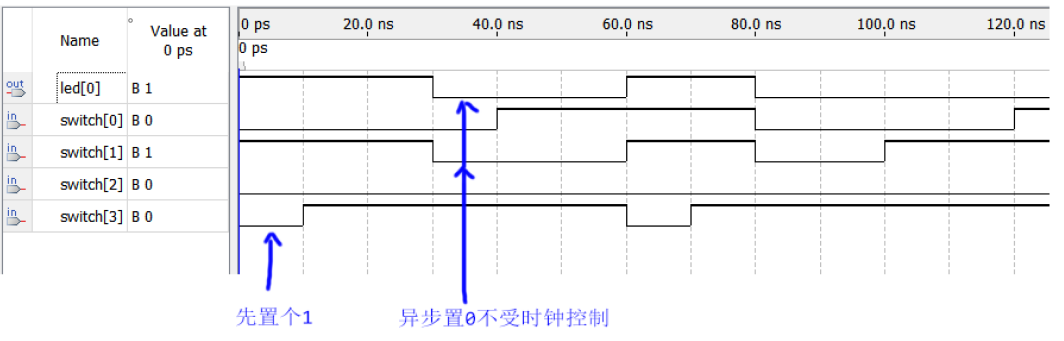 Name
Value at
0 ps
0 ps 20.0 ns 40.0 ns 60.0 ns 80.0 ns 100.0 ns 120.0 ns
0 ps
out led[0] B 1
in switch[0] B 0
in switch[1] B 1
in switch[2] B 0
in switch[3] B 0
先置个1
异步置0不受时钟控制